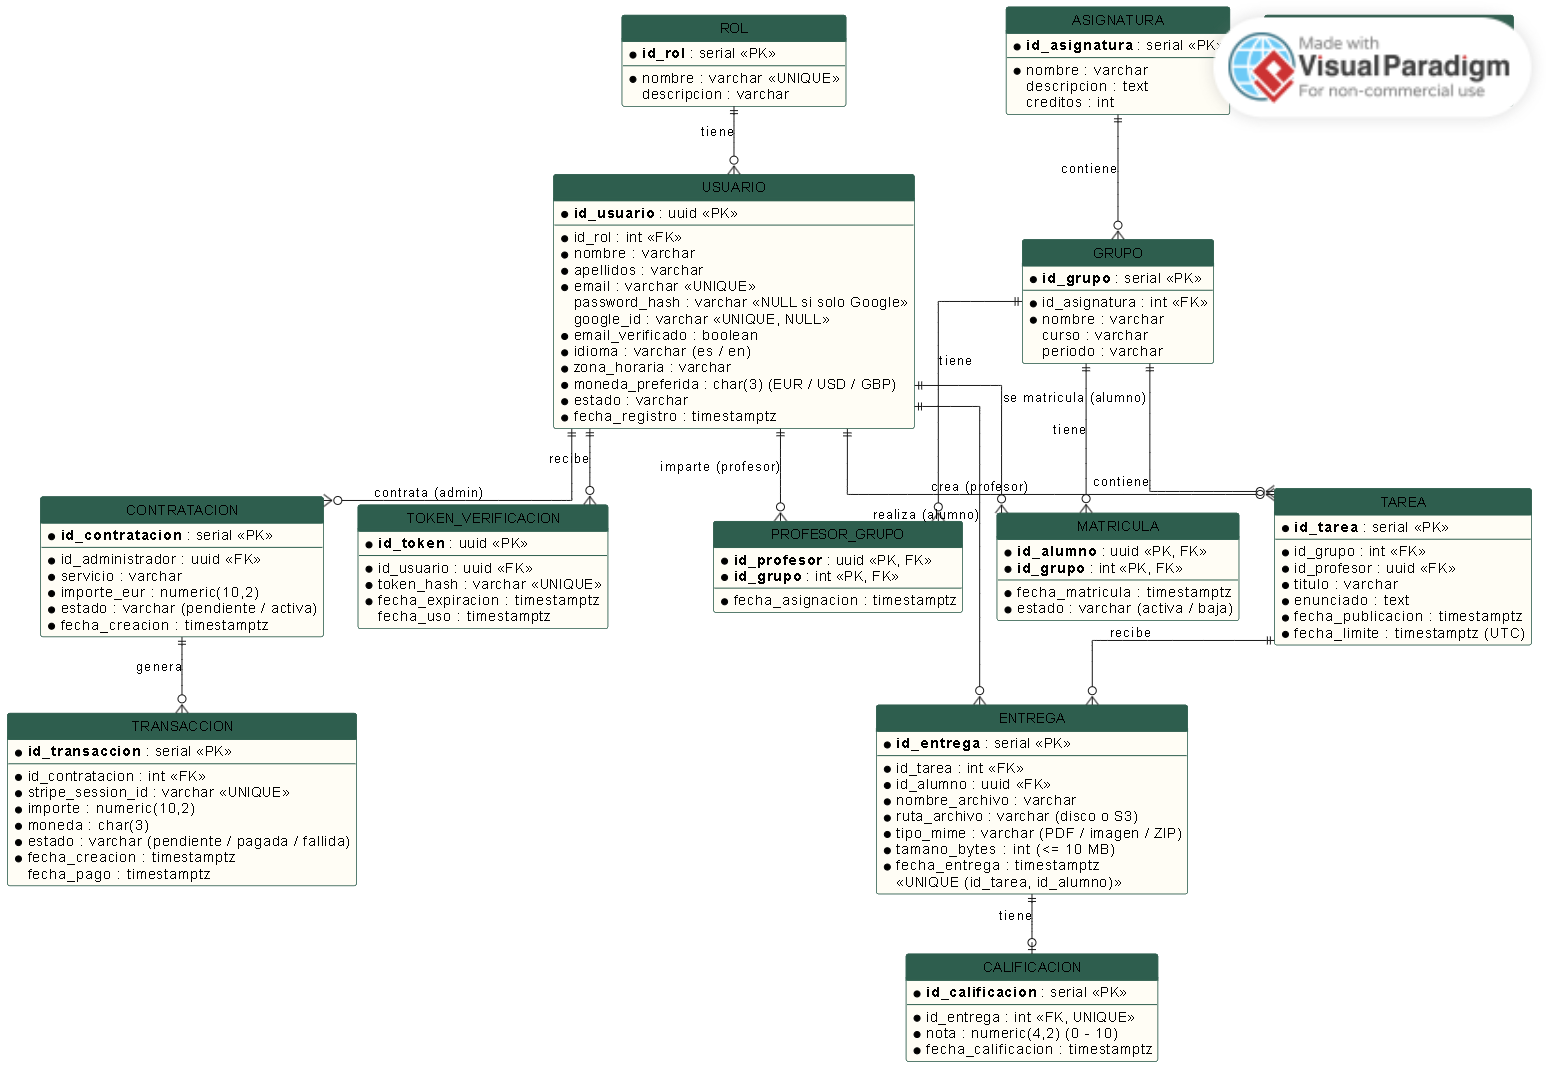 ROL
id_rol : serial «PK»
nombre : varchar «UNIQUE»
descripcion : varchar
ASIGNATURA
id_asignatura : serial «PK»
nombre : varchar
descripcion : text
creditos : int
Made with
VisualParadigm
For non-commercial use
tiene
contiene
USUARIO
id_usuario : uuid «PK»
id_rol : int «FK»
nombre : varchar
apellidos : varchar
email : varchar «UNIQUE»
password_hash : varchar «NULL si solo Google»
google_id : varchar «UNIQUE, NULL»
email_verificado : boolean
idioma : varchar (es / en)
zona_horaria : varchar
moneda_preferida : char(3) (EUR / USD / GBP)
estado : varchar
fecha_registro : timestamptz
GRUPO
id_grupo : serial «PK»
id_asignatura : int «FK»
nombre : varchar
curso : varchar
periodo : varchar
tiene
se matricula (alumno)
tiene
recibe
imparte (profesor)
contrata (admin)
crea (profesor)
contiene
realiza (alumno)
CONTRATACION
id_contratacion : serial «PK»
id_administrador : uuid «FK»
servicio : varchar
importe_eur : numeric(10,2)
estado : varchar (pendiente / activa)
fecha_creacion : timestamptz
TOKEN_VERIFICACION
id_token : uuid «PK»
id_usuario : uuid «FK»
token_hash : varchar «UNIQUE»
fecha_expiracion : timestamptz
fecha_uso : timestamptz
PROFESOR_GRUPO
id_profesor : uuid «PK, FK»
id_grupo : int «PK, FK»
fecha_asignacion : timestamptz
MATRICULA
id_alumno : uuid «PK, FK»
id_grupo : int «PK, FK»
fecha_matricula : timestamptz
estado : varchar (activa / baja)
TAREA
id_tarea : serial «PK»
id_grupo : int «FK»
id_profesor : uuid «FK»
titulo : varchar
enunciado : text
fecha_publicacion : timestamptz
fecha_limite : timestamptz (UTC)
genera
recibe
TRANSACCION
id_transaccion : serial «PK»
id_contratacion : int «FK»
stripe_session_id : varchar «UNIQUE»
importe : numeric(10,2)
moneda : char(3)
estado : varchar (pendiente / pagada / fallida)
fecha_creacion : timestamptz
fecha_pago : timestamptz
ENTREGA
id_entrega : serial «PK»
id_tarea : int «FK»
id_alumno : uuid «FK»
nombre_archivo : varchar
ruta_archivo : varchar (disco o S3)
tipo_mime : varchar (PDF / imagen / ZIP)
tamano_bytes : int (<= 10 MB)
fecha_entrega : timestamptz
«UNIQUE (id_tarea, id_alumno)»
tiene
CALIFICACION
id_calificacion : serial «PK»
id_entrega : int «FK, UNIQUE»
nota : numeric(4,2) (0 - 10)
fecha_calificacion : timestamptz